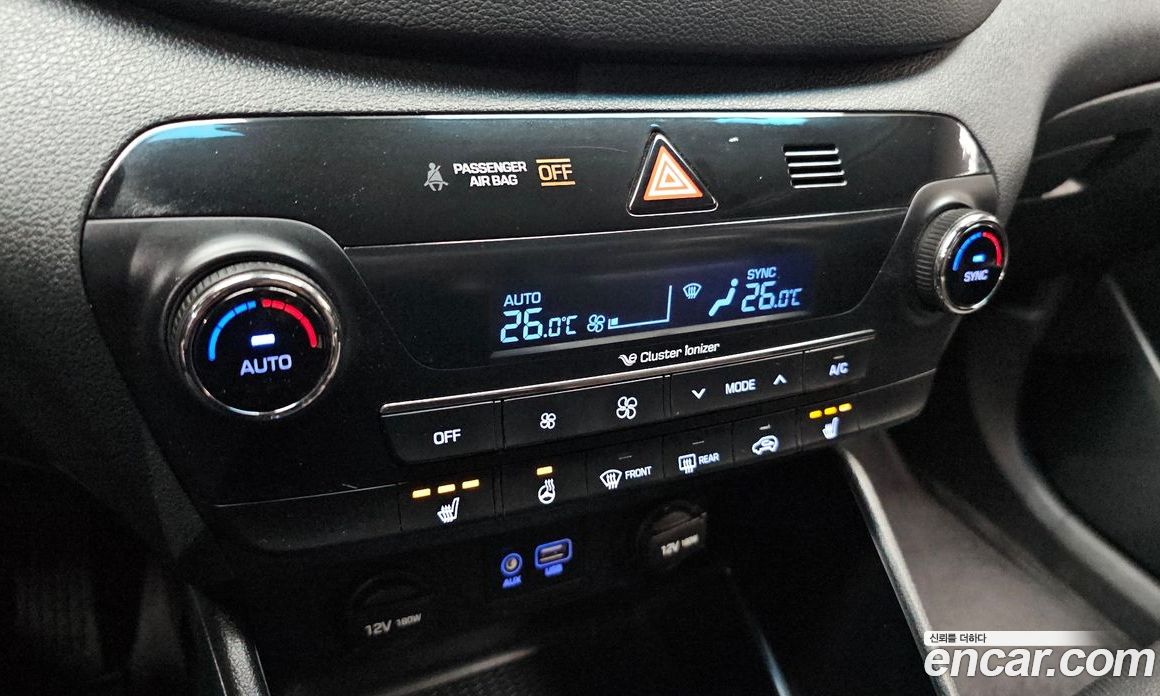 PASSENGER
AIR BAG
OFF
AUTO
26.0°C
SYNC
26.0°C
AUTO
SYNC
Cluster Ionizer
OFF
MODE
A/C
FRONT
REAR
AUX
USB
12V 180W
12V 180W
신뢰를 더하다
encar.com